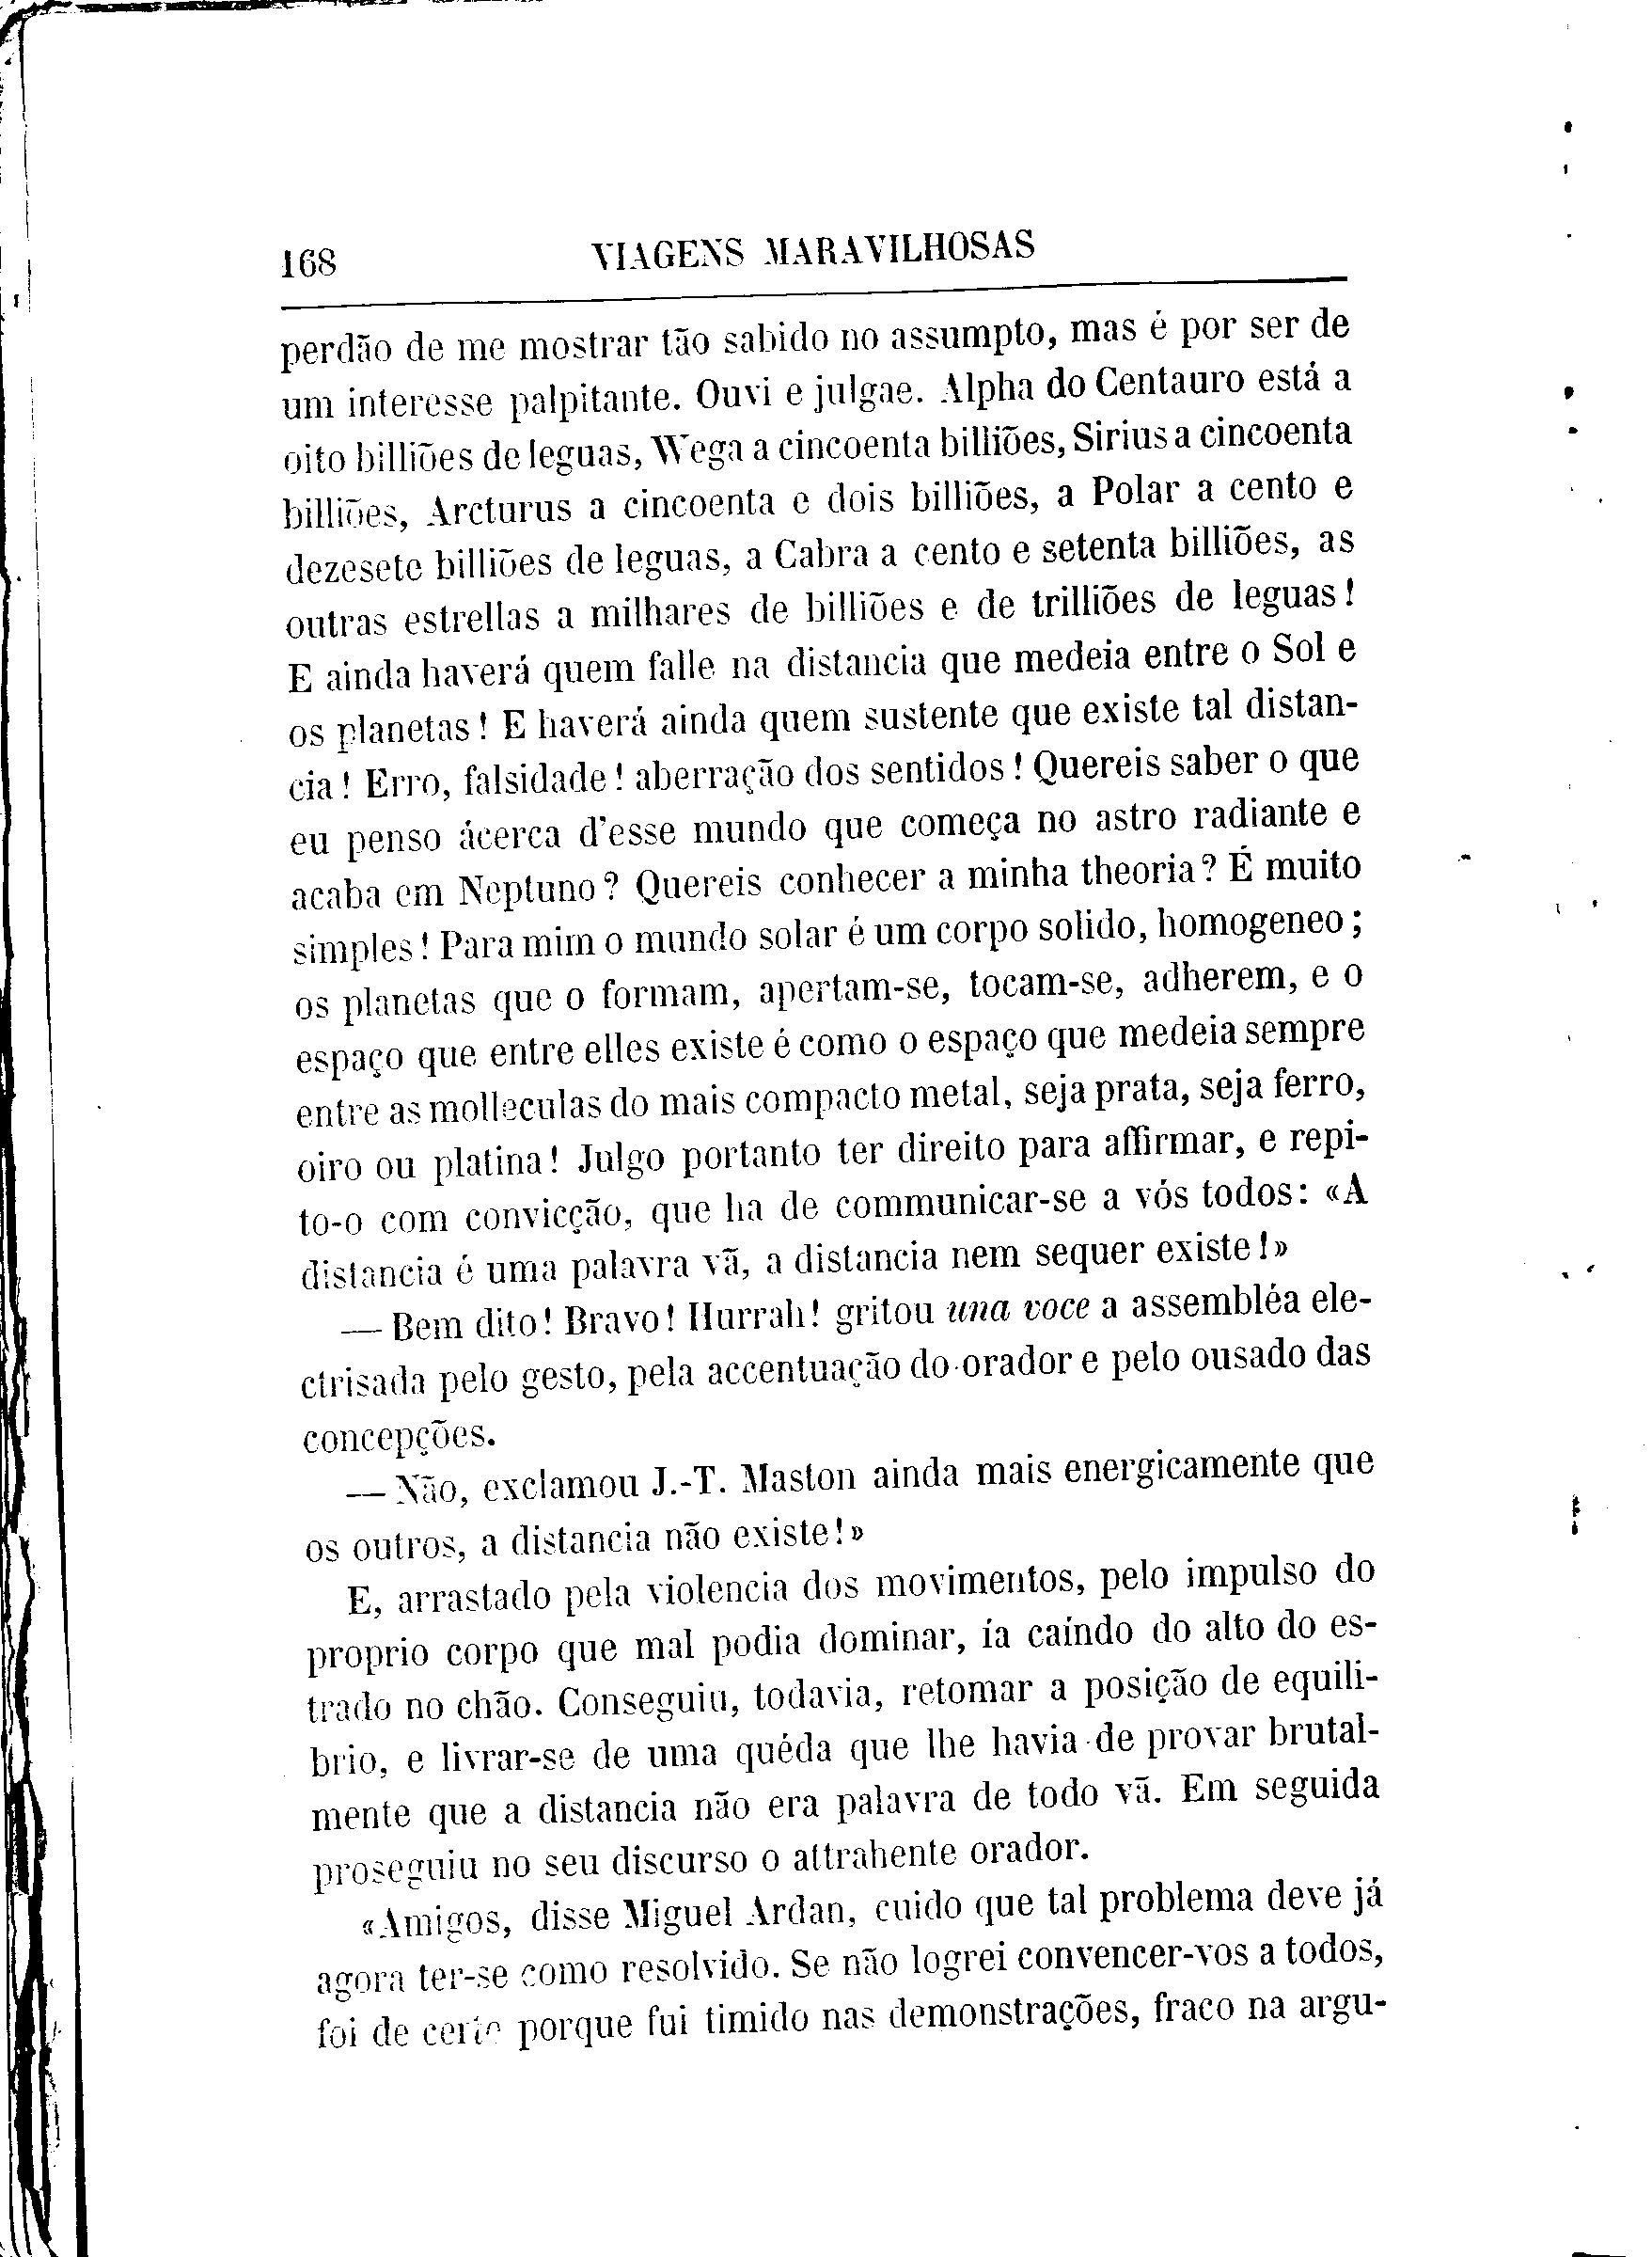 168 VIAGENS MARAVILHOSAS
perdão de me mostrar tão sabido no assumpto, mas é por ser de
um interesse palpitante. Ouvi e julgae. Alpha do Centauro está a
oito billiões de leguas, Wega a cincoenta billiões, Sirius a cincoenta
billiões, Arcturus a cincoenta e dois billiões, a Polar a cento e
dezesete billiões de leguas, a Cabra a cento e setenta billiões, as
outras estrellas a milhares de billiões e de trilliões de leguas!
E ainda haverá quem falle na distancia que medeia entre o Sol e
os planetas! E haverá ainda quem sustente que existe tal distan-
cia! Erro, falsidade! aberração dos sentidos! Quereis saber o que
eu penso ácerca d'esse mundo que começa no astro radiante e
acaba em Neptuno? Quereis conhecer a minha theoria? É muito
simples! Para mim o mundo solar é um corpo solido, homogeneo;
os planetas que o formam, apertam-se, tocam-se, adherem, e o
espaço que entre elles existe é como o espaço que medeia sempre
entre as molleculas do mais compacto metal, seja prata, seja ferro,
oiro ou platina! Julgo portanto ter direito para affirmar, e repi-
to-o com convicção, que ha de communicar-se a vós todos: «A
distancia é uma palavra vã, a distancia nem sequer existe!»
— Bem dito! Bravo! Hurrah! gritou una voce a assembléa ele-
ctrisada pelo gesto, pela accentuação do orador e pelo ousado das
concepções.
— Não, exclamou J.-T. Maston ainda mais energicamente que
os outros, a distancia não existe!»
E, arrastado pela violencia dos movimentos, pelo impulso do
proprio corpo que mal podia dominar, ía caíndo do alto do es-
trado no chão. Conseguiu, todavia, retomar a posição de equili-
brio, e livrar-se de uma quéda que lhe havia de provar brutal-
mente que a distancia não era palavra de todo vã. Em seguida
proseguiu no seu discurso o attrahente orador.
«Amigos, disse Miguel Ardan, cuido que tal problema deve já
agora ter-se como resolvido. Se não logrei convencer-vos a todos,
foi de certo porque fui timido nas demonstrações, fraco na argu-